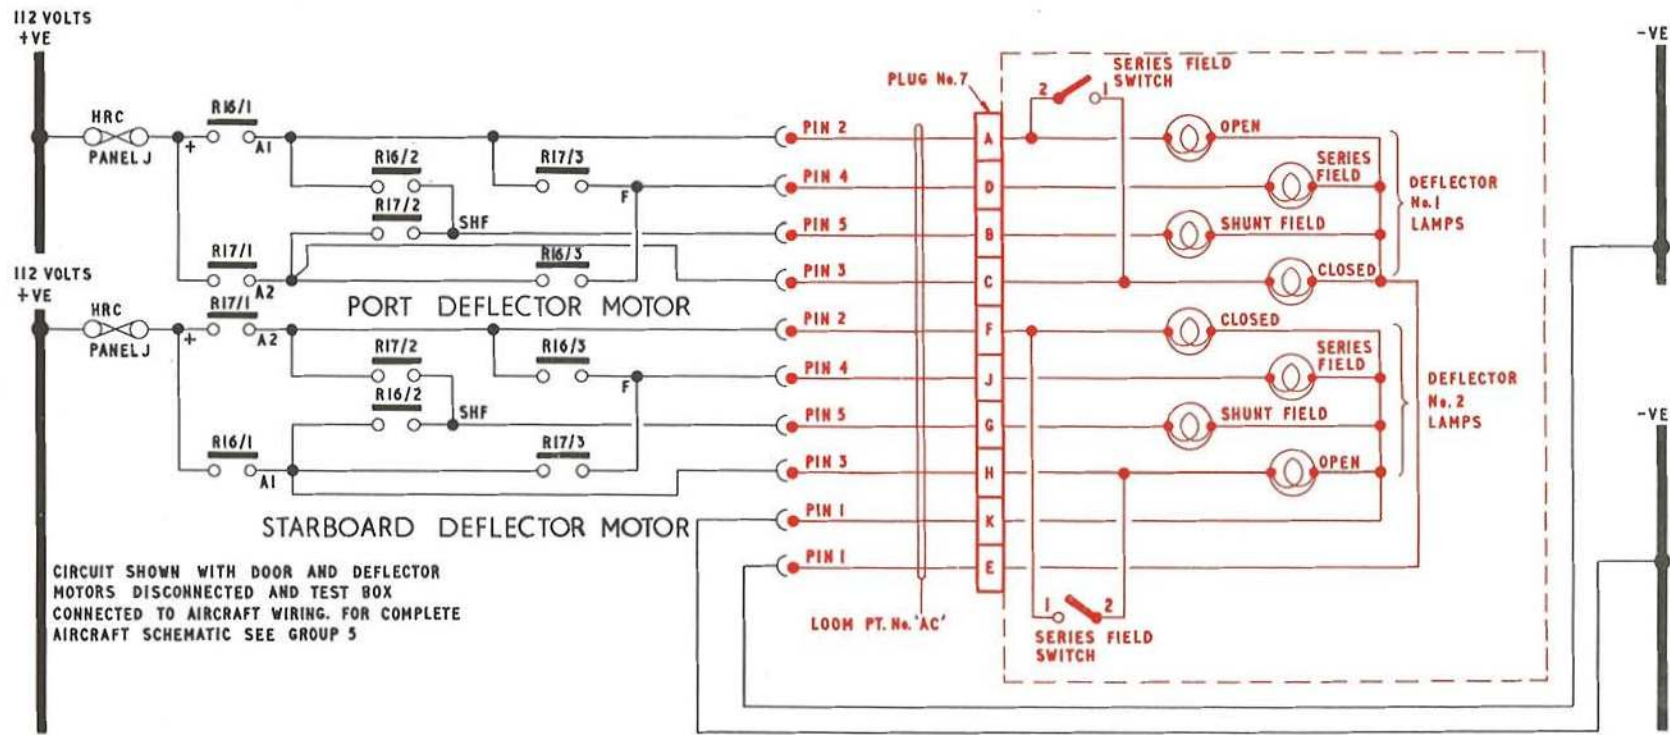 112 VOLTS
+VE
-VE
HRC
PANEL J
+
R16/1
A1
R16/2
R17/3
R17/2
SHF
F
R17/1
A2
R16/3
PORT DEFLECTOR MOTOR
112 VOLTS
+VE
HRC
PANEL J
+
R17/1
A2
R17/2
R16/3
R16/2
SHF
F
R16/1
A1
R17/3
STARBOARD DEFLECTOR MOTOR
CIRCUIT SHOWN WITH DOOR AND DEFLECTOR
MOTORS DISCONNECTED AND TEST BOX
CONNECTED TO AIRCRAFT WIRING. FOR COMPLETE
AIRCRAFT SCHEMATIC SEE GROUP 5
PIN 2
PIN 4
PIN 5
PIN 3
PIN 2
PIN 4
PIN 5
PIN 3
PIN 1
PIN 1
LOOM PT. No. 'AC'
PLUG No. 7
A
D
B
C
F
J
G
H
K
E
SERIES FIELD
SWITCH
2
1
OPEN
SERIES
FIELD
SHUNT FIELD
CLOSED
DEFLECTOR
No. 1
LAMPS
CLOSED
SERIES
FIELD
SHUNT FIELD
OPEN
DEFLECTOR
No. 2
LAMPS
1
2
SERIES FIELD
SWITCH
-VE